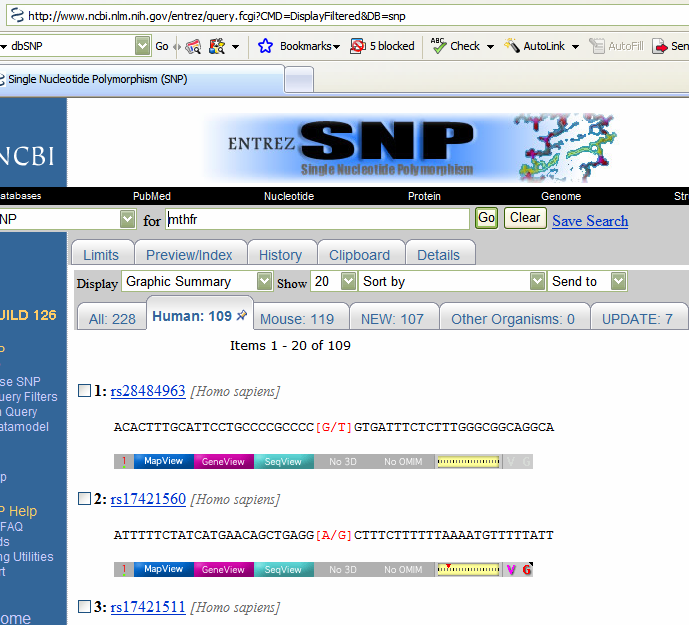 http://www.ncbi.nlm.nih.gov/entrez/query.fcgi?CMD=DisplayFiltered&DB=snp
dbSNP Go Bookmarks 5 blocked ABC Check AutoLink AutoFill Sen
Single Nucleotide Polymorphism (SNP)
NCBI
ENTREZ SNP
Single Nucleotide Polymorphism
atabases PubMed Nucleotide Protein Genome Str
NP for mthfr Go Clear Save Search
Limits Preview/Index History Clipboard Details
Display Graphic Summary Show 20 Sort by Send to
All: 228 Human: 109 Mouse: 119 NEW: 107 Other Organisms: 0 UPDATE: 7
Items 1 - 20 of 109
UILD 126
P
se SNP
uery Filters
n Query
atamodel
p
P Help
FAQ
ds
ng Utilities
rt
ome
1: rs28484963 [Homo sapiens]
ACACTTTGCATTCCTGCCCCGCCCC[G/T]GTGATTTCTCTTTGGGCGGCAGGCA
1 MapView GeneView SeqView No 3D No OMIM V G
2: rs17421560 [Homo sapiens]
ATTTTTCTATCATGAACAGCTGAGG[A/G]CTTTCTTTTTTAAAATGTTTTTATT
1 MapView GeneView SeqView No 3D No OMIM V G
3: rs17421511 [Homo sapiens]